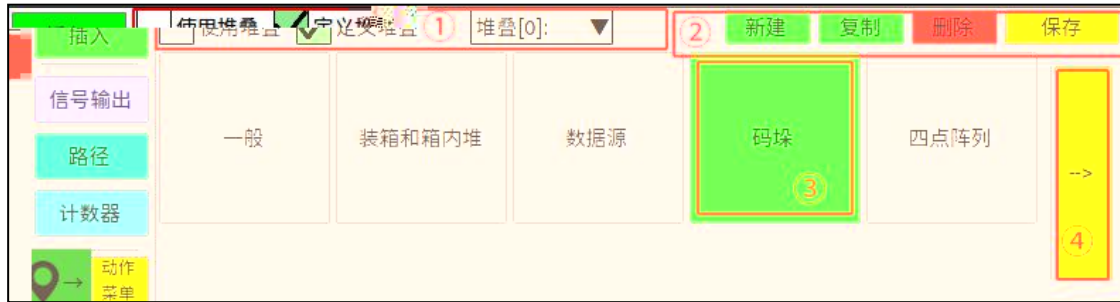 使用堆叠 定义堆叠 ① 堆叠[0]: ▼ ② 新建 复制 删除 保存
插入
信号输出
路径
计数器
动作
菜单
一般 装箱和箱内堆 数据源 码垛 四点阵列 -->
③
④